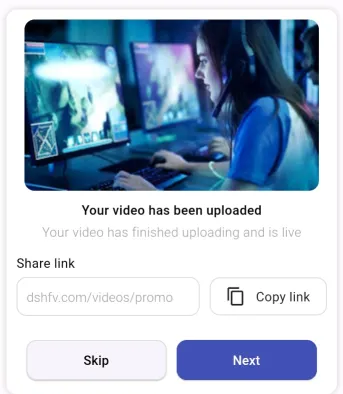 Your video has been uploaded
Your video has finished uploading and is live
Share link
dshfv.com/videos/promo
Copy link
Skip
Next